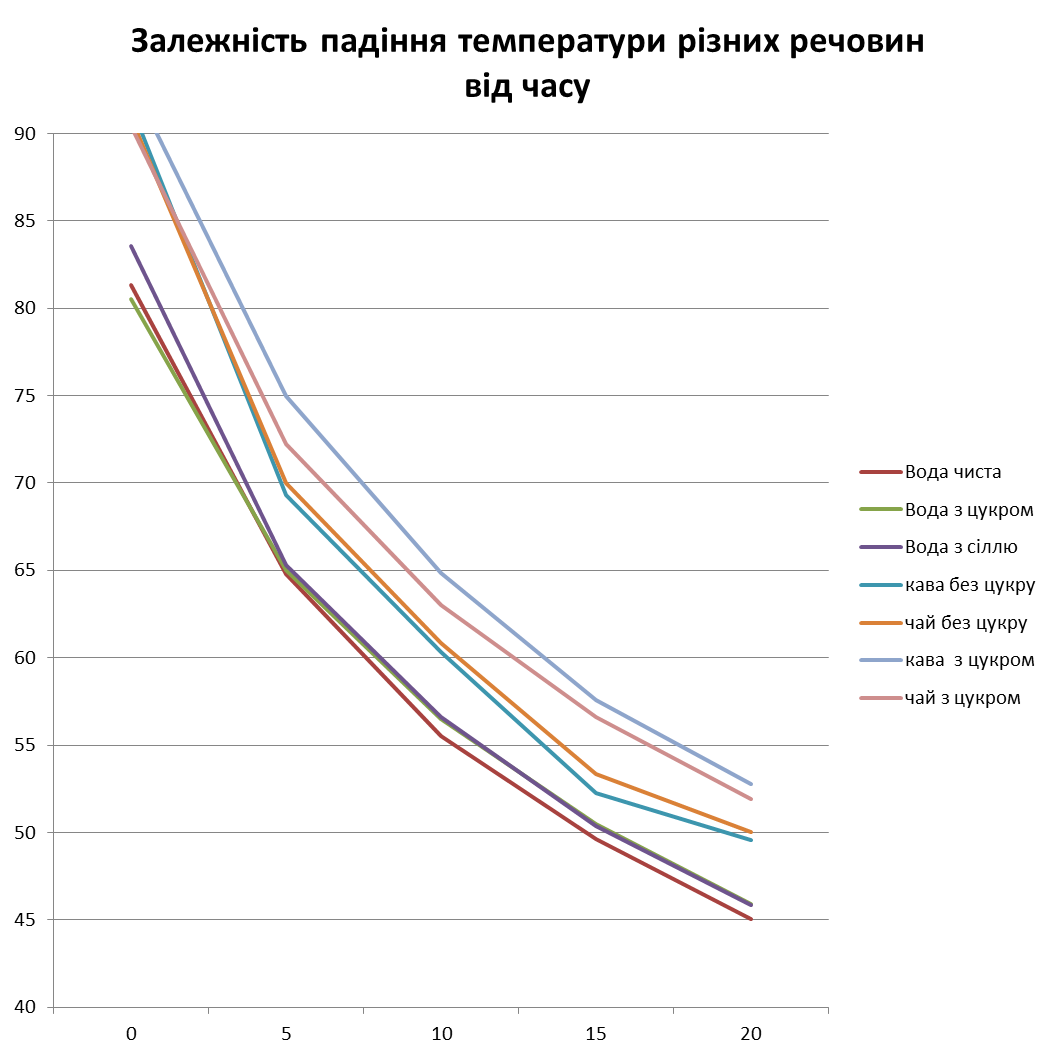 Залежність падіння температури різних речовин
від часу
90
85
80
75
70
65
60
55
50
45
40
0 5 10 15 20
Вода чиста
Вода з цукром
Вода з сіллю
кава без цукру
чай без цукру
кава  з цукром
чай з цукром